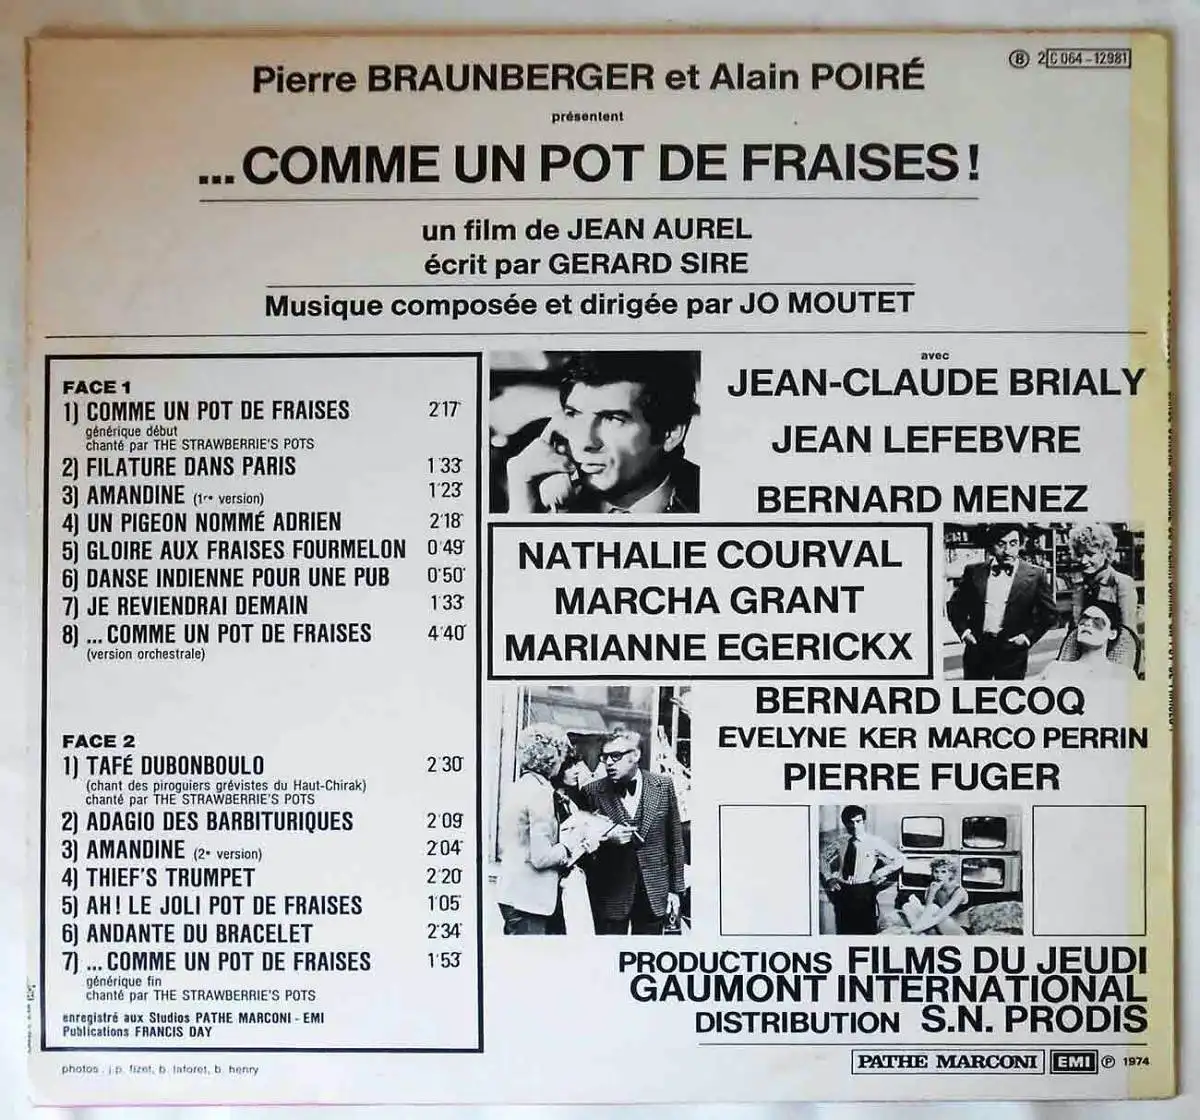 Ⓑ 2C 064-12981
Pierre BRAUNBERGER et Alain POIRÉ
présentent
... COMME UN POT DE FRAISES!
un film de JEAN AUREL
écrit par GERARD SIRE
Musique composée et dirigée par JO MOUTET
FACE 1
1) COMME UN POT DE FRAISES 2'17
générique début
chanté par THE STRAWBERRIE'S POTS
2) FILATURE DANS PARIS 1'33
3) AMANDINE (1re version) 1'23
4) UN PIGEON NOMMÉ ADRIEN 2'18
5) GLOIRE AUX FRAISES FOURMELON 0'49
6) DANSE INDIENNE POUR UNE PUB 0'50
7) JE REVIENDRAI DEMAIN 1'33
8) ... COMME UN POT DE FRAISES 4'40
(version orchestrale)
FACE 2
1) TAFÉ DUBONBOULO 2'30
(chant des piroguiers grévistes du Haut-Chirak)
chanté par THE STRAWBERRIE'S POTS
2) ADAGIO DES BARBITURIQUES 2'09
3) AMANDINE (2e version) 2'04
4) THIEF'S TRUMPET 2'20
5) AH! LE JOLI POT DE FRAISES 1'05
6) ANDANTE DU BRACELET 2'34
7) ... COMME UN POT DE FRAISES 1'53
générique fin
chanté par THE STRAWBERRIE'S POTS
enregistré aux Studios PATHE MARCONI - EMI
Publications FRANCIS DAY
photos : j.p. fizet, b. laforet, b. henry
avec
JEAN-CLAUDE BRIALY
JEAN LEFEBVRE
BERNARD MENEZ
NATHALIE COURVAL
MARCHA GRANT
MARIANNE EGERICKX
BERNARD LECOQ
EVELYNE KER MARCO PERRIN
PIERRE FUGER
PRODUCTIONS FILMS DU JEUDI
GAUMONT INTERNATIONAL
DISTRIBUTION S.N. PRODIS
PATHE MARCONI EMI ℗ 1974